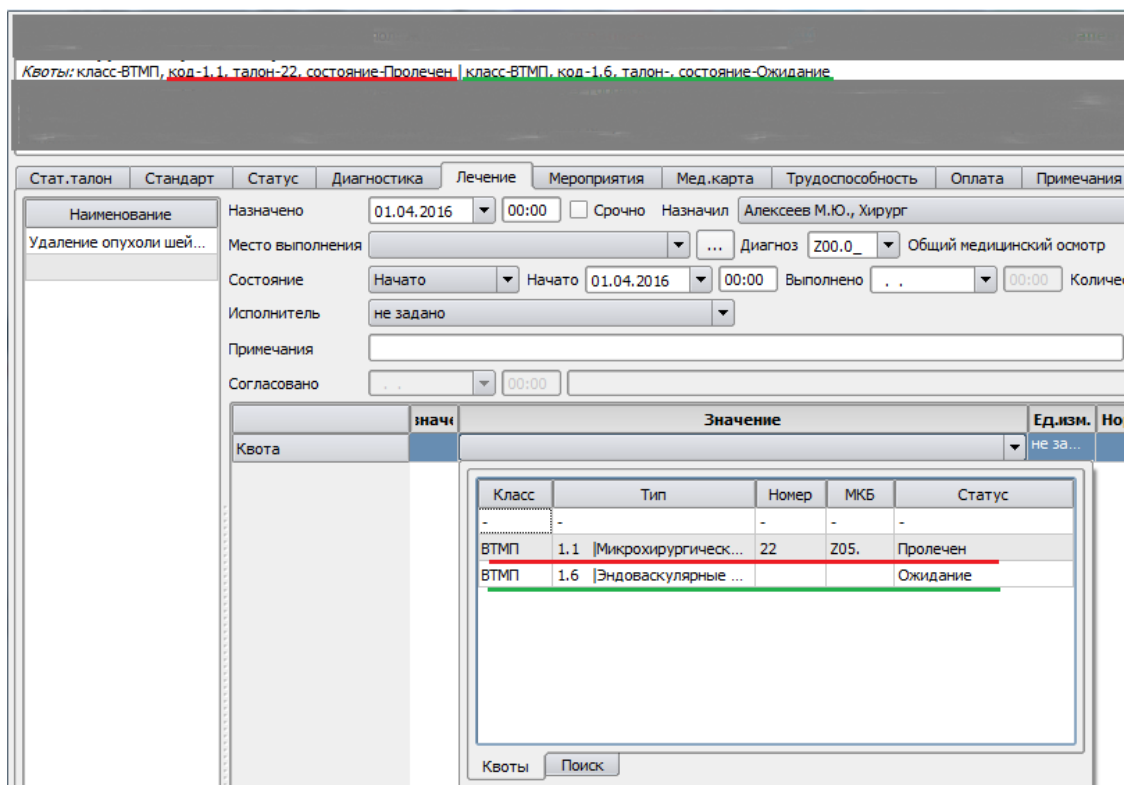 Квоты: класс-ВТМП, код-1.1, талон-22, состояние-Пролечен | класс-ВТМП, код-1.6, талон-, состояние-Ожидание
Стат.талон Стандарт Статус Диагностика Лечение Мероприятия Мед.карта Трудоспособность Оплата Примечания
Наименование
Удаление опухоли шей...
Назначено 01.04.2016 00:00 Срочно Назначил Алексеев М.Ю., Хирург
Место выполнения ... Диагноз Z00.0_ Общий медицинский осмотр
Состояние Начато Начато 01.04.2016 00:00 Выполнено . . 00:00 Количес
Исполнитель не задано
Примечания
Согласовано . . 00:00
значе Значение Ед.изм. Но
Квота не за...
Класс Тип Номер МКБ Статус
- - - - -
ВТМП 1.1 |Микрохирургическ... 22 Z05. Пролечен
ВТМП 1.6 |Эндоваскулярные ... Ожидание
Квоты Поиск